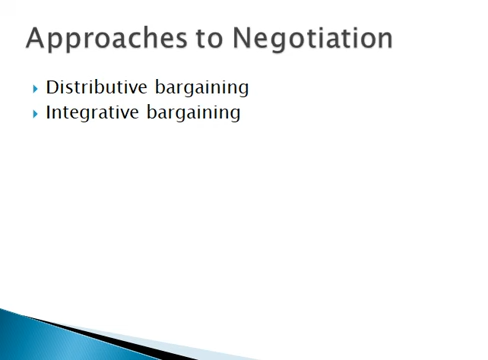 Approaches to Negotiation
Distributive bargaining
Integrative bargaining